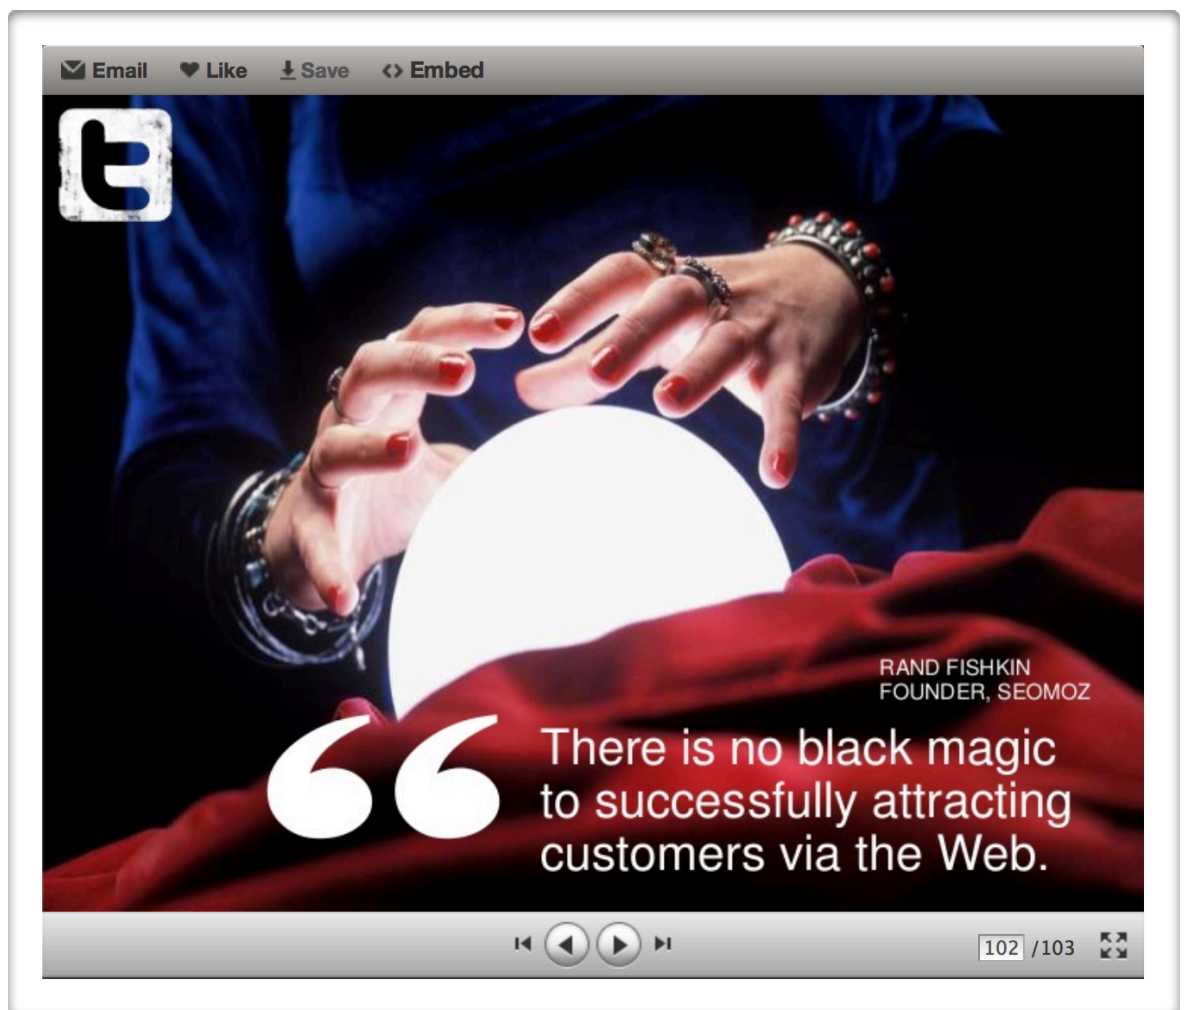 Email Like Save Embed
RAND FISHKIN
FOUNDER, SEOMOZ
“ There is no black magic
to successfully attracting
customers via the Web.
102 /103